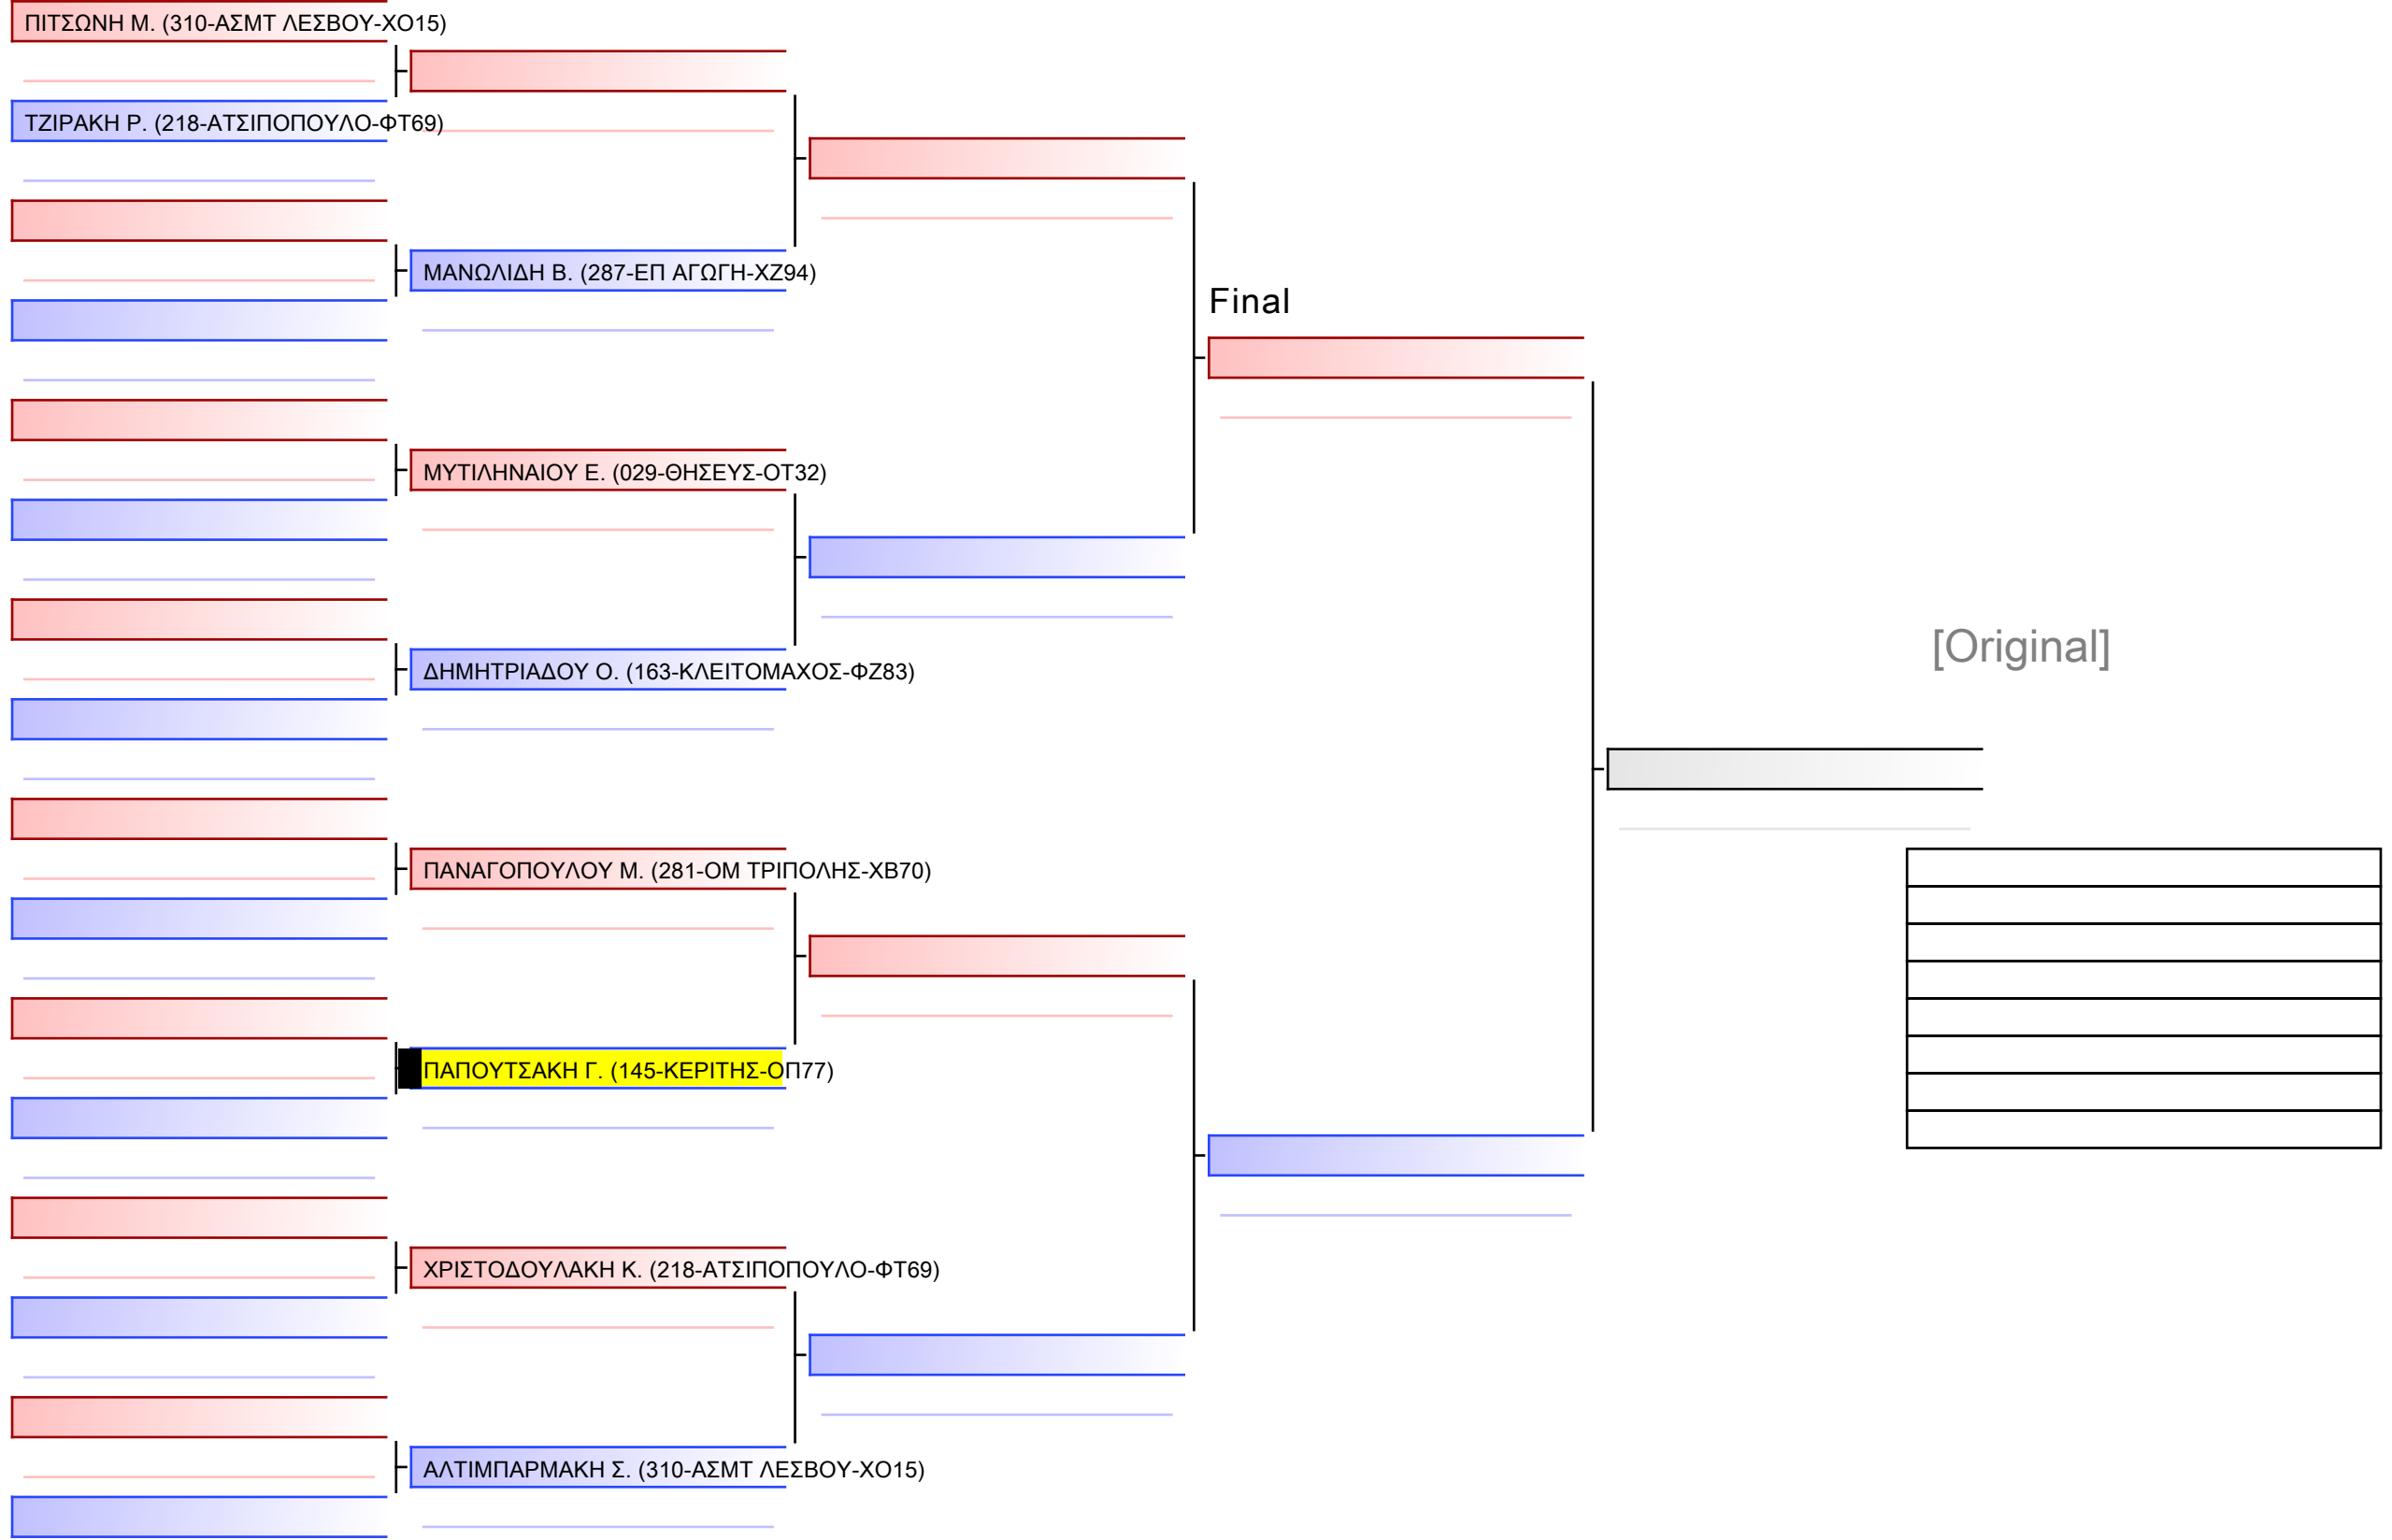 ΠΙΤΣΩΝΗ Μ. (310-ΑΣΜΤ ΛΕΣΒΟΥ-ΧΟ15)
ΤΖΙΡΑΚΗ Ρ. (218-ΑΤΣΙΠΟΠΟΥΛΟ-ΦΤ69)
ΜΑΝΩΛΙΔΗ Β. (287-ΕΠ ΑΓΩΓΗ-ΧΖ94)
Final
ΜΥΤΙΛΗΝΑΙΟΥ Ε. (029-ΘΗΣΕΥΣ-ΟΤ32)
[Original]
ΔΗΜΗΤΡΙΑΔΟΥ Ο. (163-ΚΛΕΙΤΟΜΑΧΟΣ-ΦΖ83)
ΠΑΝΑΓΟΠΟΥΛΟΥ Μ. (281-ΟΜ ΤΡΙΠΟΛΗΣ-ΧΒ70)
ΠΑΠΟΥΤΣΑΚΗ Γ. (145-ΚΕΡΙΤΗΣ-ΟΠ77)
ΧΡΙΣΤΟΔΟΥΛΑΚΗ Κ. (218-ΑΤΣΙΠΟΠΟΥΛΟ-ΦΤ69)
ΑΛΤΙΜΠΑΡΜΑΚΗ Σ. (310-ΑΣΜΤ ΛΕΣΒΟΥ-ΧΟ15)